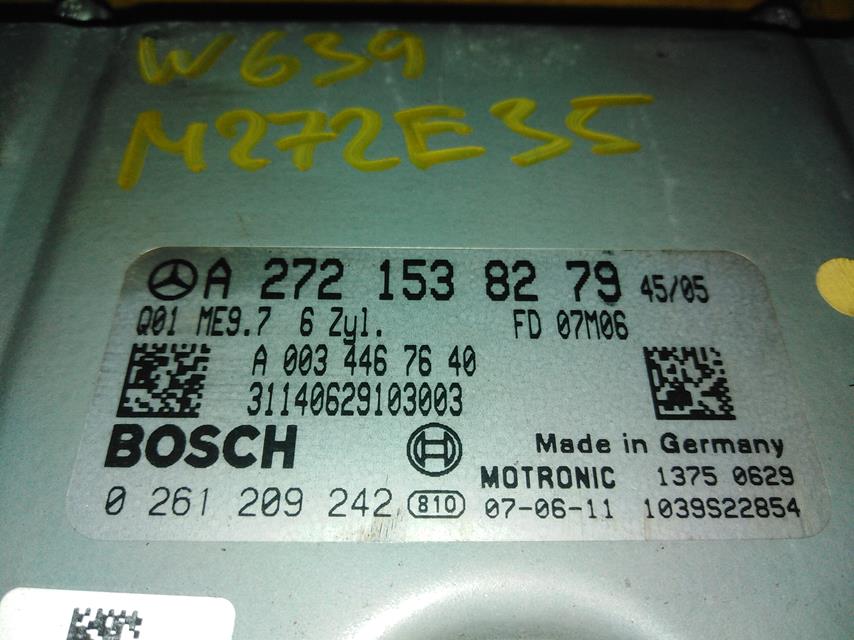 W639
M272E35
A 272 153 82 79 45/05
Q01 ME9.7 6 Zyl. FD 07M06
A 003 446 76 40
31140629103003
BOSCH Made in Germany
MOTRONIC 1375 0629
0 261 209 242 810 07-06-11 1039S22854